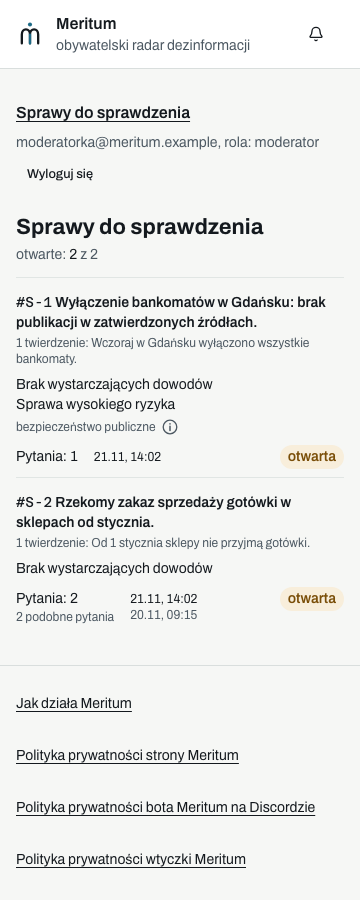 Meritum
obywatelski radar dezinformacji
Sprawy do sprawdzenia
moderatorka@meritum.example, rola: moderator
Wyloguj się
Sprawy do sprawdzenia
otwarte: 2 z 2
#S-1 Wyłączenie bankomatów w Gdańsku: brak
publikacji w zatwierdzonych źródłach.
1 twierdzenie: Wczoraj w Gdańsku wyłączono wszystkie
bankomaty.
Brak wystarczających dowodów
Sprawa wysokiego ryzyka
bezpieczeństwo publiczne
Pytania: 1 21.11, 14:02 otwarta
#S-2 Rzekomy zakaz sprzedaży gotówki w
sklepach od stycznia.
1 twierdzenie: Od 1 stycznia sklepy nie przyjmą gotówki.
Brak wystarczających dowodów
Pytania: 2 21.11, 14:02 otwarta
2 podobne pytania 20.11, 09:15
Jak działa Meritum
Polityka prywatności strony Meritum
Polityka prywatności bota Meritum na Discordzie
Polityka prywatności wtyczki Meritum